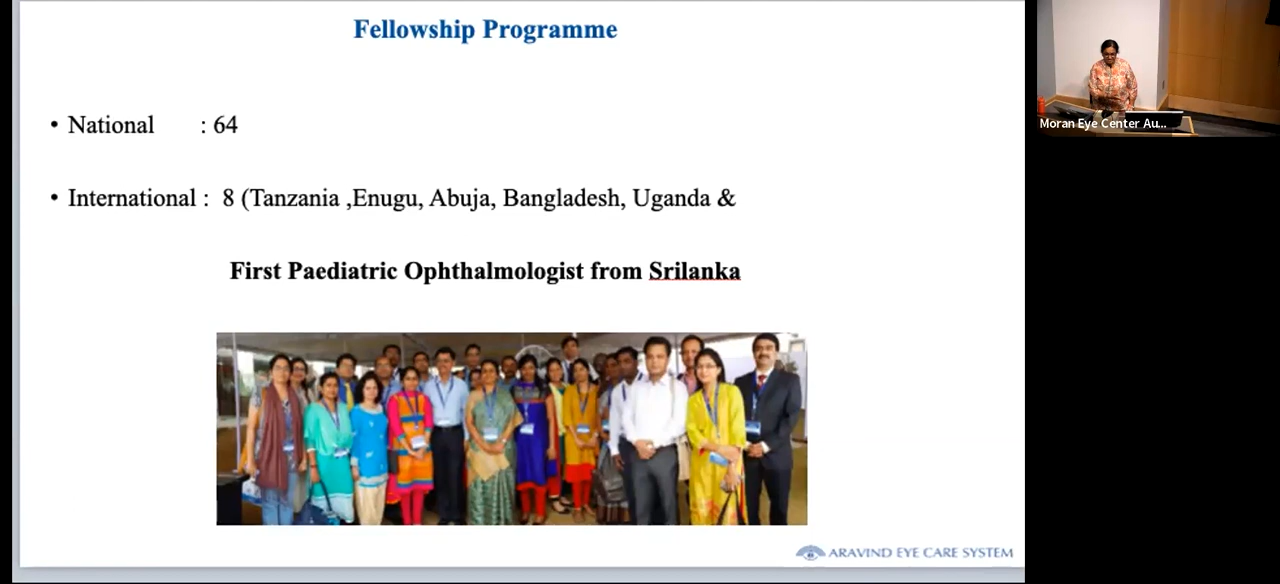 Fellowship Programme
• National : 64
• International : 8 (Tanzania ,Enugu, Abuja, Bangladesh, Uganda &
First Paediatric Ophthalmologist from Srilanka
ARAVIND EYE CARE SYSTEM
Moran Eye Center Au...